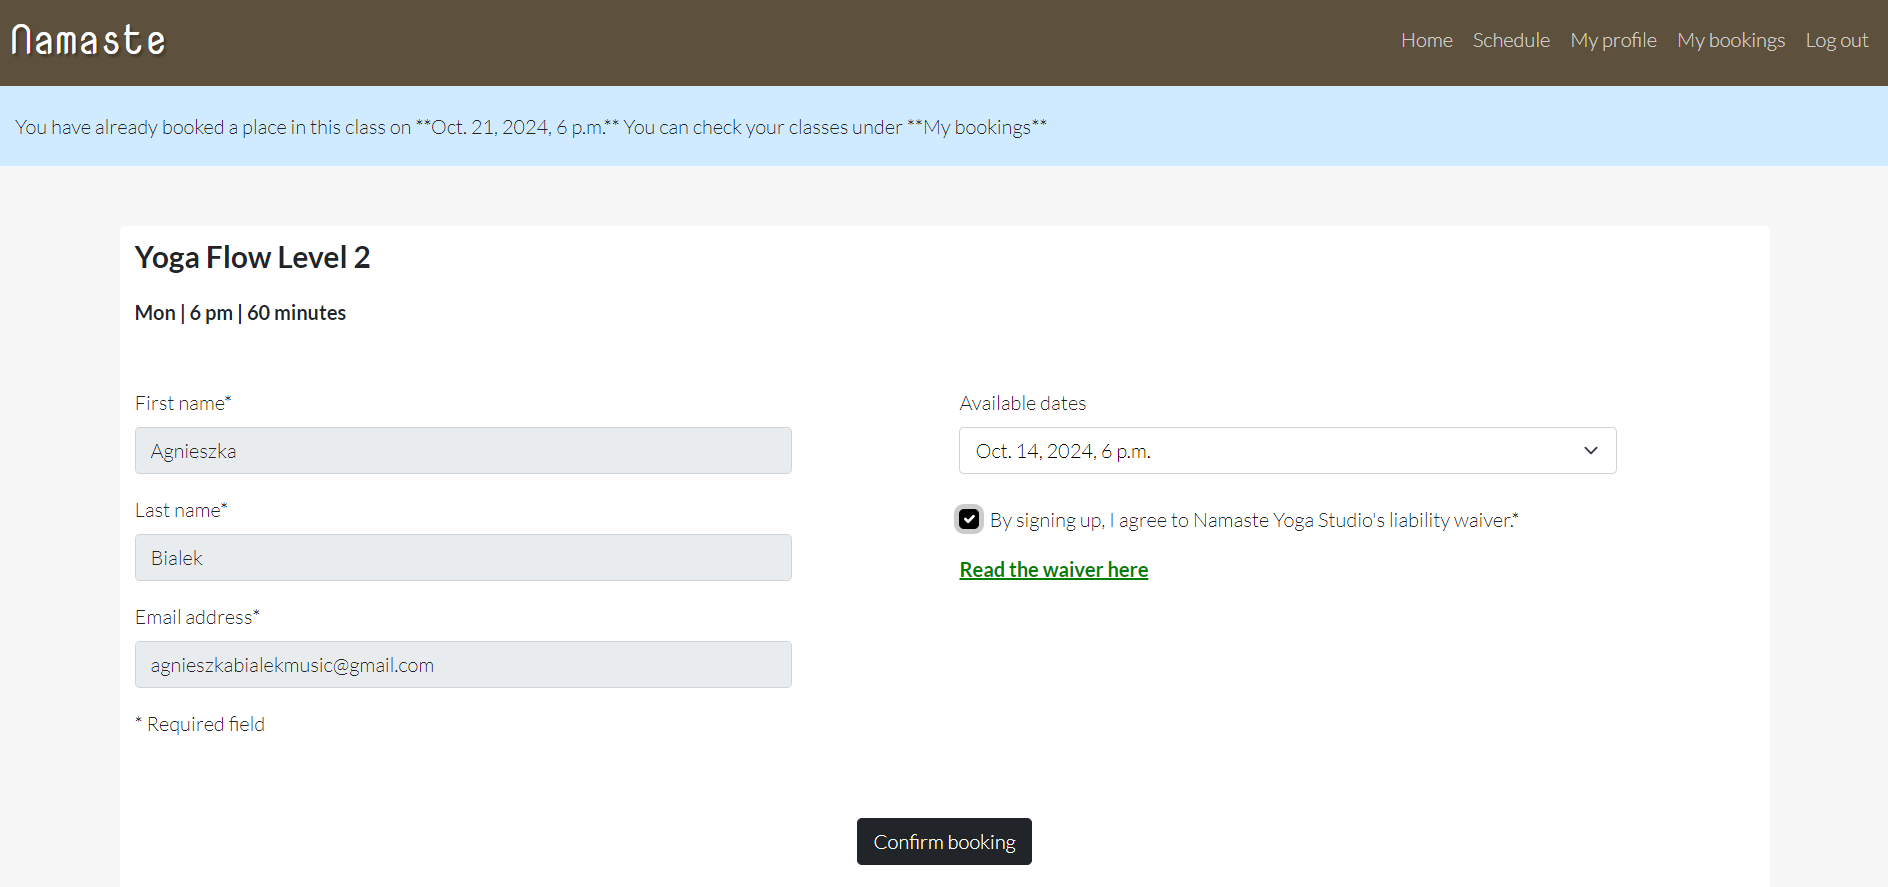 Namaste
Home Schedule My profile My bookings Log out
You have already booked a place in this class on **Oct. 21, 2024, 6 p.m.** You can check your classes under **My bookings**
Yoga Flow Level 2
Mon | 6 pm | 60 minutes
First name*
Agnieszka
Last name*
Bialek
Email address*
agnieszkabialekmusic@gmail.com
* Required field
Available dates
Oct. 14, 2024, 6 p.m.
By signing up, I agree to Namaste Yoga Studio's liability waiver.*
Read the waiver here
Confirm booking